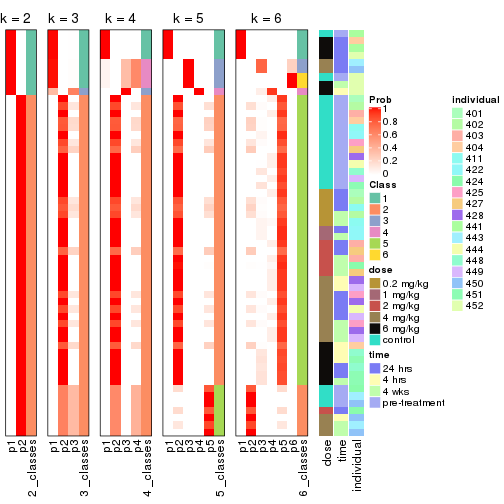 k = 2
k = 3
k = 4
k = 5
k = 6
p1
p2
2_classes
p1
p2
p3
3_classes
p1
p2
p3
p4
4_classes
p1
p2
p3
p4
p5
5_classes
p1
p2
p3
p4
p5
p6
6_classes
dose
time
individual
Prob
1
0.8
0.6
0.4
0.2
0
Class
1
2
3
4
5
6
dose
0.2 mg/kg
1 mg/kg
2 mg/kg
4 mg/kg
6 mg/kg
control
time
24 hrs
4 hrs
4 wks
pre-treatment
Individual
401
402
403
404
411
422
424
425
427
428
441
443
444
448
449
450
451
452